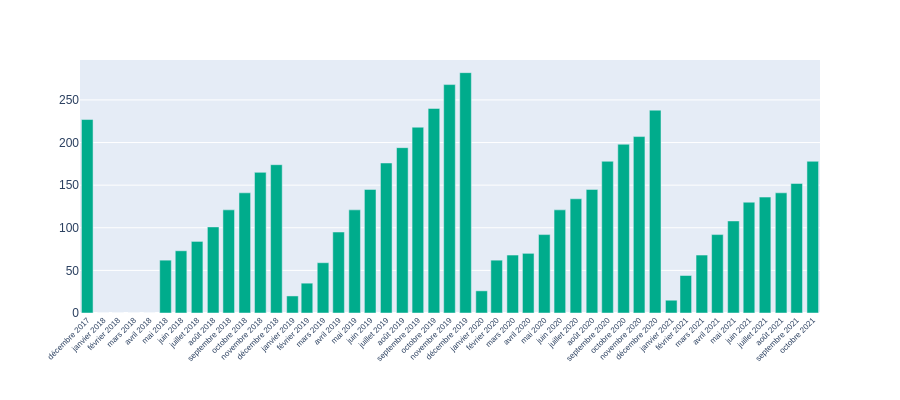 250
200
150
100
50
0
décembre 2017
janvier 2018
février 2018
mars 2018
avril 2018
mai 2018
juin 2018
juillet 2018
août 2018
septembre 2018
octobre 2018
novembre 2018
décembre 2018
janvier 2019
février 2019
mars 2019
avril 2019
mai 2019
juin 2019
juillet 2019
août 2019
septembre 2019
octobre 2019
novembre 2019
décembre 2019
janvier 2020
février 2020
mars 2020
avril 2020
mai 2020
juin 2020
juillet 2020
août 2020
septembre 2020
octobre 2020
novembre 2020
décembre 2020
janvier 2021
février 2021
mars 2021
avril 2021
mai 2021
juin 2021
juillet 2021
août 2021
septembre 2021
octobre 2021